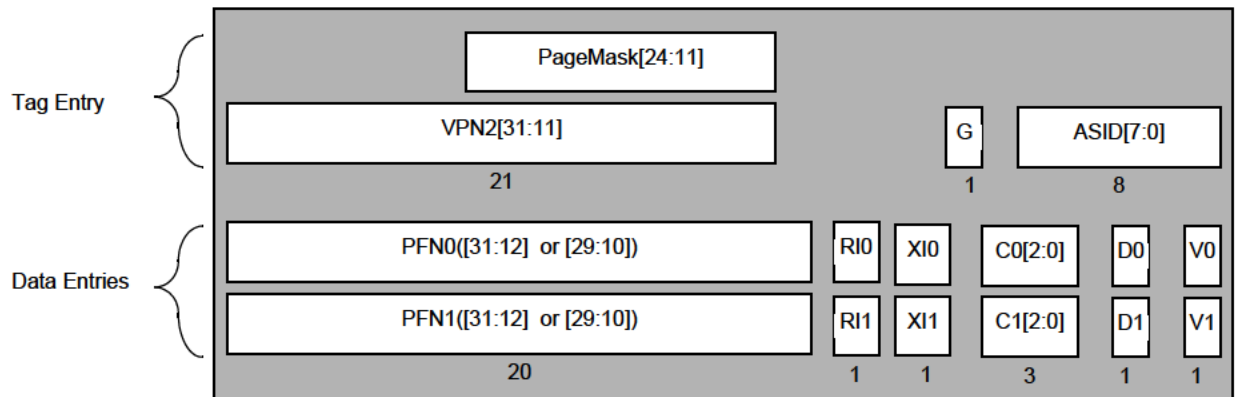 PageMask[24:11]
Tag Entry
VPN2[31:11]
G
ASID[7:0]
21
1
8
PFN0([31:12] or [29:10])
RI0
XI0
C0[2:0]
D0
V0
Data Entries
PFN1([31:12] or [29:10])
RI1
XI1
C1[2:0]
D1
V1
20
1
1
3
1
1